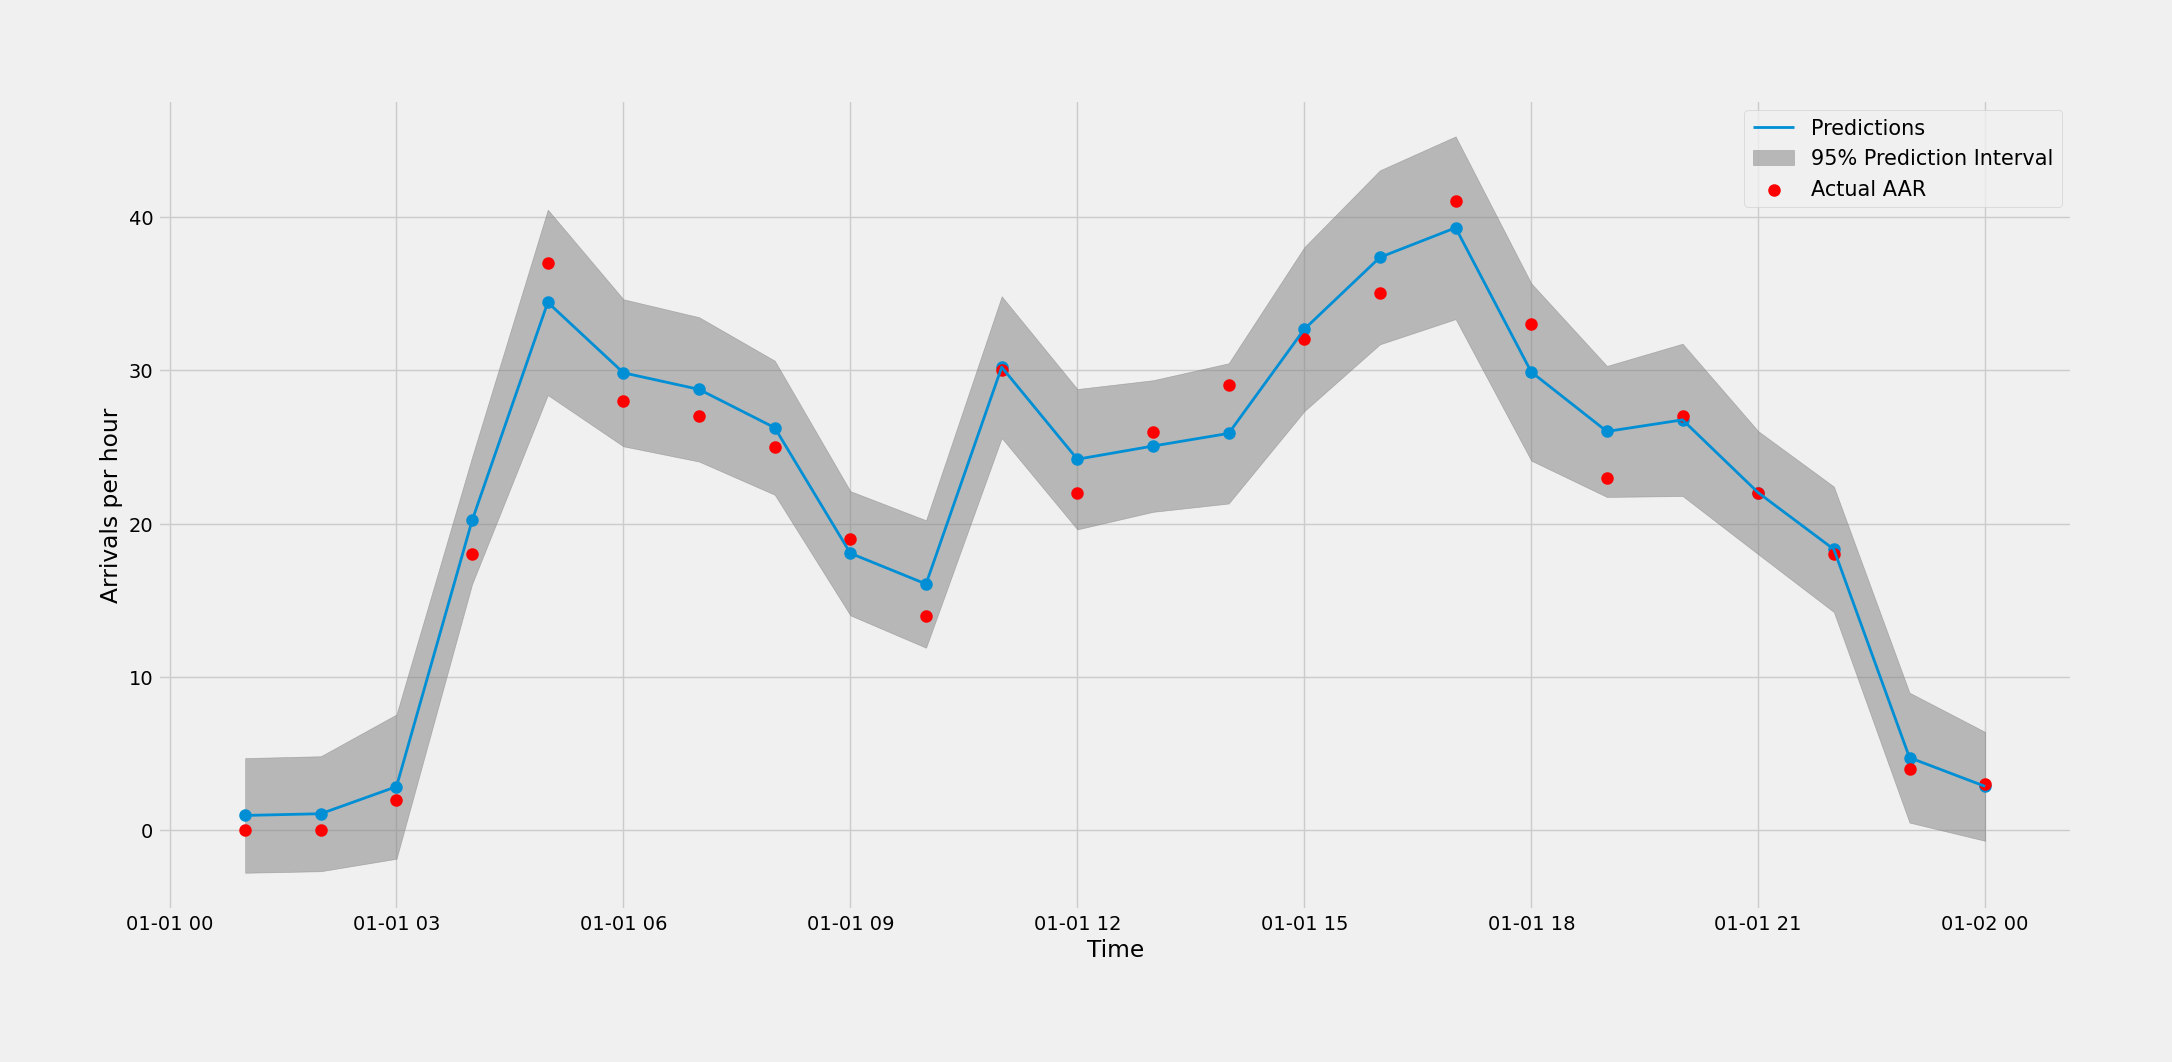 Predictions
95% Prediction Interval
Actual AAR
40
30
20
10
0
Arrivals per hour
01-01 00
01-01 03
01-01 06
01-01 09
01-01 12
01-01 15
01-01 18
01-01 21
01-02 00
Time